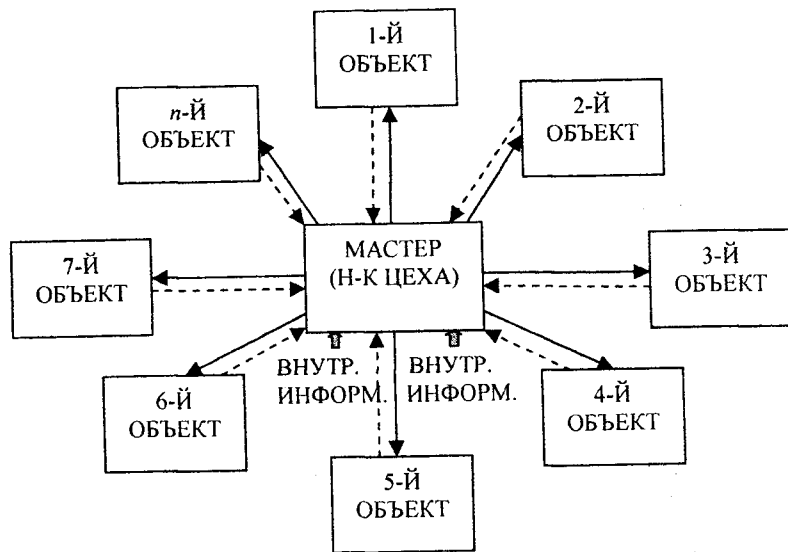 1-Й
ОБЪЕКТ
n-Й
ОБЪЕКТ
2-Й
ОБЪЕКТ
МАСТЕР
(Н-К ЦЕХА)
7-Й
ОБЪЕКТ
3-Й
ОБЪЕКТ
ВНУТР.
ИНФОРМ.
ВНУТР.
ИНФОРМ.
6-Й
ОБЪЕКТ
4-Й
ОБЪЕКТ
5-Й
ОБЪЕКТ